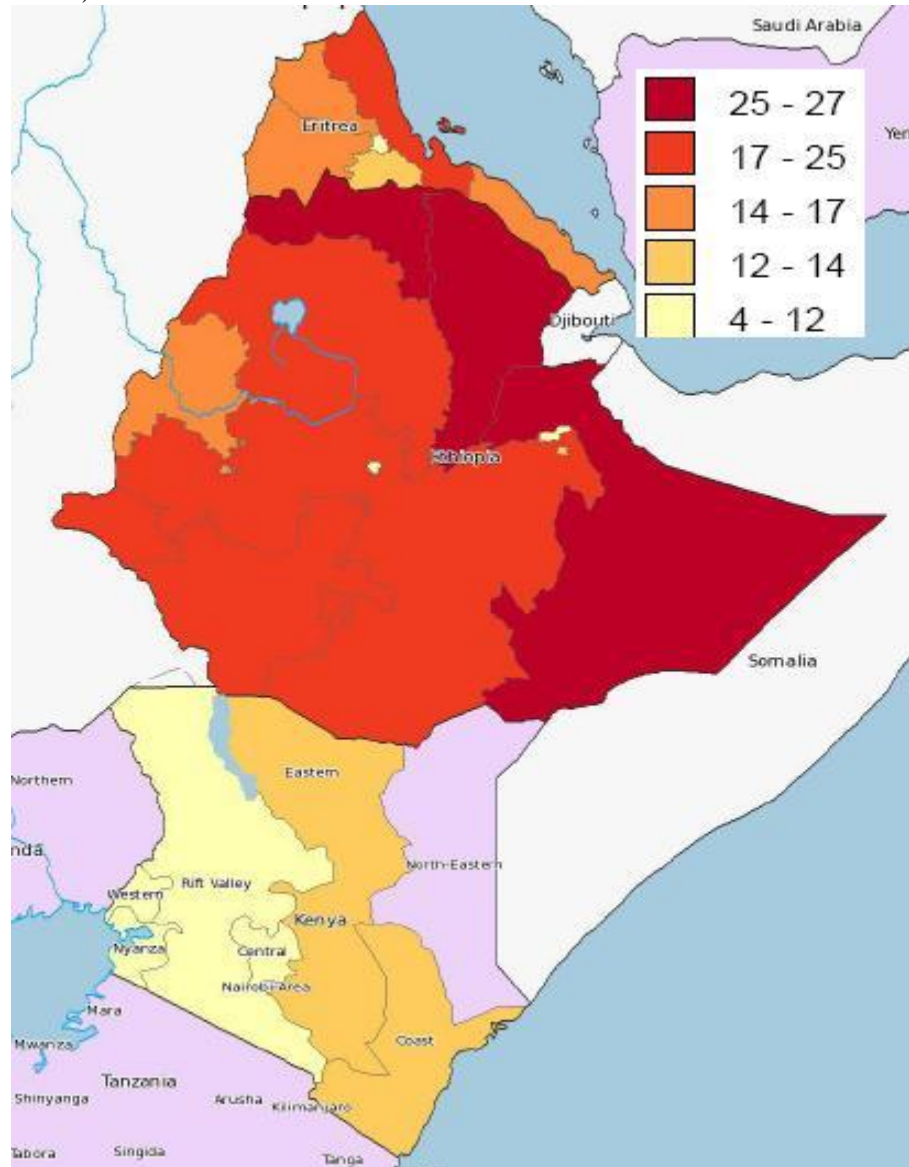 Saudi Arabia
Eritrea
25 - 27
17 - 25
14 - 17
12 - 14
4 - 12
Djibouti
Ethiopia
Somalia
Northern
Eastern
North-Eastern
Rift Valley
Western
Kenya
Nyanza
Central
Nairobi Area
Mara
Coast
Mwanza
Tanzania
Shinyanga
Arusha
Kilimanjaro
Tabora
Singida
Tanga